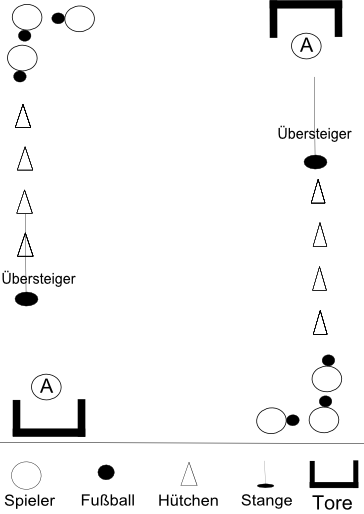 A
Übersteiger
Übersteiger
A
Spieler Fußball Hütchen Stange Tore